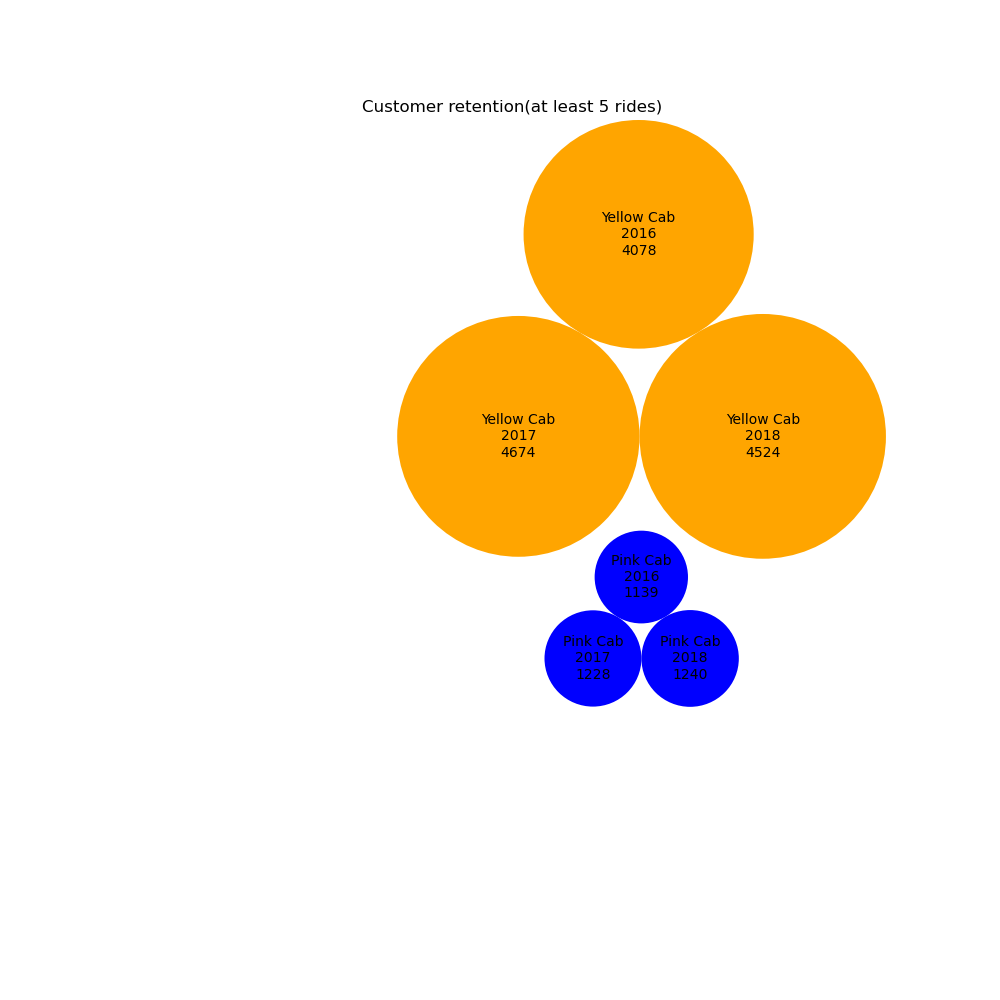 Customer retention(at least 5 rides)
Yellow Cab
2016
4078
Yellow Cab
2017
4674
Yellow Cab
2018
4524
Pink Cab
2016
1139
Pink Cab
2017
1228
Pink Cab
2018
1240